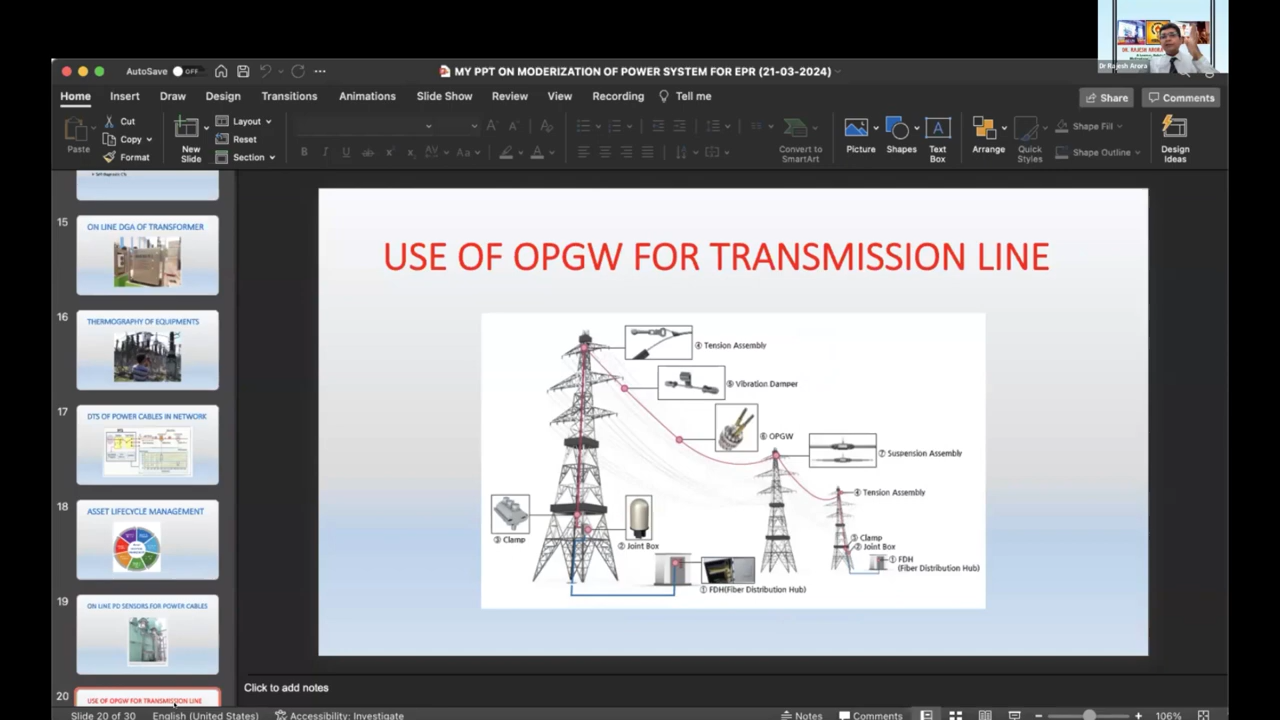 DR. RAJESH ARORA
Dr Rajesh Arora
AutoSave OFF
MY PPT ON MODERIZATION OF POWER SYSTEM FOR EPR (21-03-2024)
Home Insert Draw Design Transitions Animations Slide Show Review View Recording Tell me
Share Comments
Paste
Cut
Copy
Format
New Slide
Layout
Reset
Section
Convert to SmartArt
Picture
Shapes
Text Box
Arrange
Quick Styles
Shape Fill
Shape Outline
Design Ideas
15
ON LINE DGA OF TRANSFORMER
16
THERMOGRAPHY OF EQUIPMENTS
17
DTS OF POWER CABLES IN NETWORK
18
ASSET LIFECYCLE MANAGEMENT
19
ON LINE PD SENSORS FOR POWER CABLES
20
USE OF OPGW FOR TRANSMISSION LINE
USE OF OPGW FOR TRANSMISSION LINE
④ Tension Assembly
⑤ Vibration Damper
⑥ OPGW
⑦ Suspension Assembly
④ Tension Assembly
③ Clamp
② Joint Box
③ Clamp
② Joint Box
① FDH
(Fiber Distribution Hub)
① FDH(Fiber Distribution Hub)
Click to add notes
Slide 20 of 30 English (United States) Accessibility: Investigate Notes Comments 106%